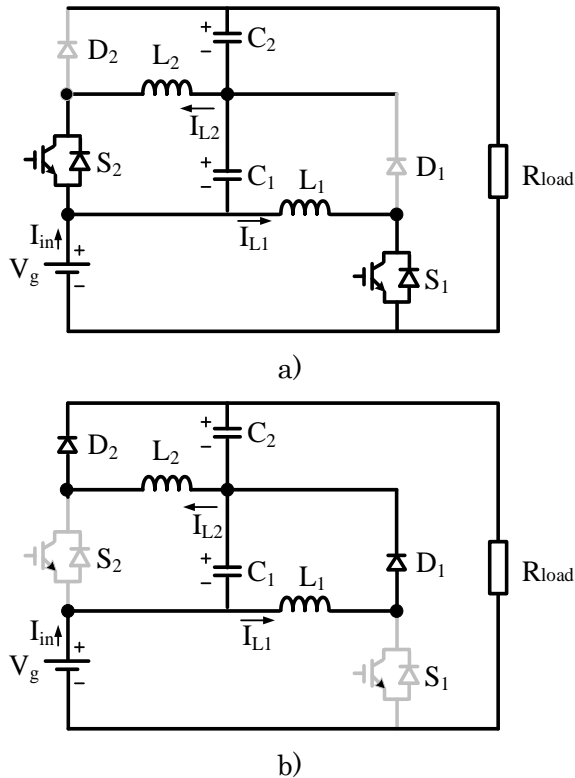 D2
L2
C2
IL2
S2
C1
L1
D1
Rload
Iin
IL1
Vg
S1
a)
D2
L2
C2
IL2
S2
C1
L1
D1
Rload
Iin
IL1
Vg
S1
b)